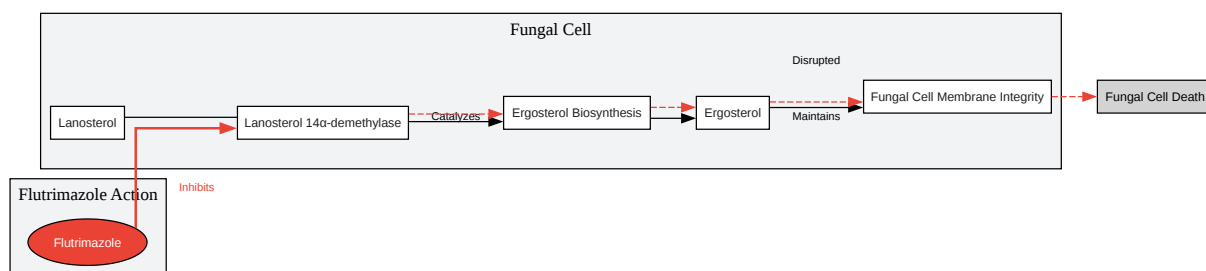 Fungal Cell
Disrupted
Lanosterol
Lanosterol 14α-demethylase
Catalyzes
Ergosterol Biosynthesis
Ergosterol
Maintains
Fungal Cell Membrane Integrity
Fungal Cell Death
Flutrimazole Action
Inhibits
Flutrimazole